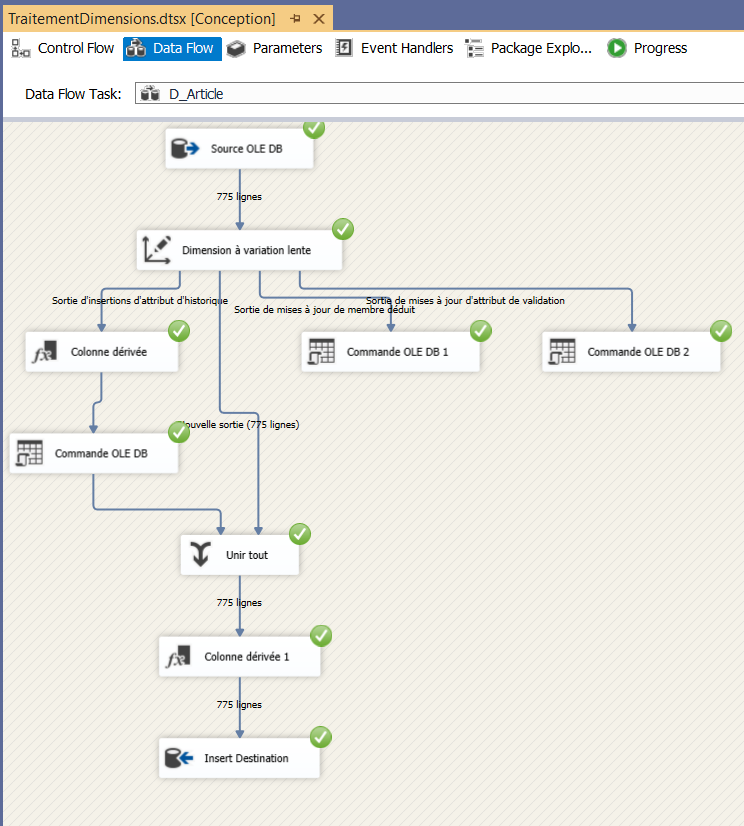 TraitementDimensions.dtsx [Conception]
Control Flow Data Flow Parameters Event Handlers Package Explo... Progress
Data Flow Task: D_Article
Source OLE DB
775 lignes
Dimension à variation lente
Sortie d'insertions d'attribut d'historique
Sortie de mises à jour d'attribut de validation
Sortie de mises à jour de membre déduit
Colonne dérivée
Commande OLE DB 1
Commande OLE DB 2
Nouvelle sortie (775 lignes)
Commande OLE DB
Unir tout
775 lignes
Colonne dérivée 1
775 lignes
Insert Destination